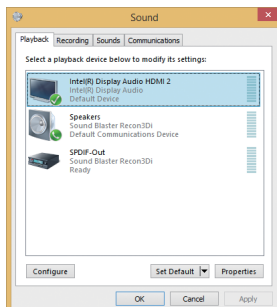 Sound
Playback Recording Sounds Communications
Select a playback device below to modify its settings:
Intel(R) Display Audio HDMI 2
Intel(R) Display Audio
Default Device
Speakers
Sound Blaster Recon3Di
Default Communications Device
SPDIF-Out
Sound Blaster Recon3Di
Ready
Configure Set Default Properties
OK Cancel Apply